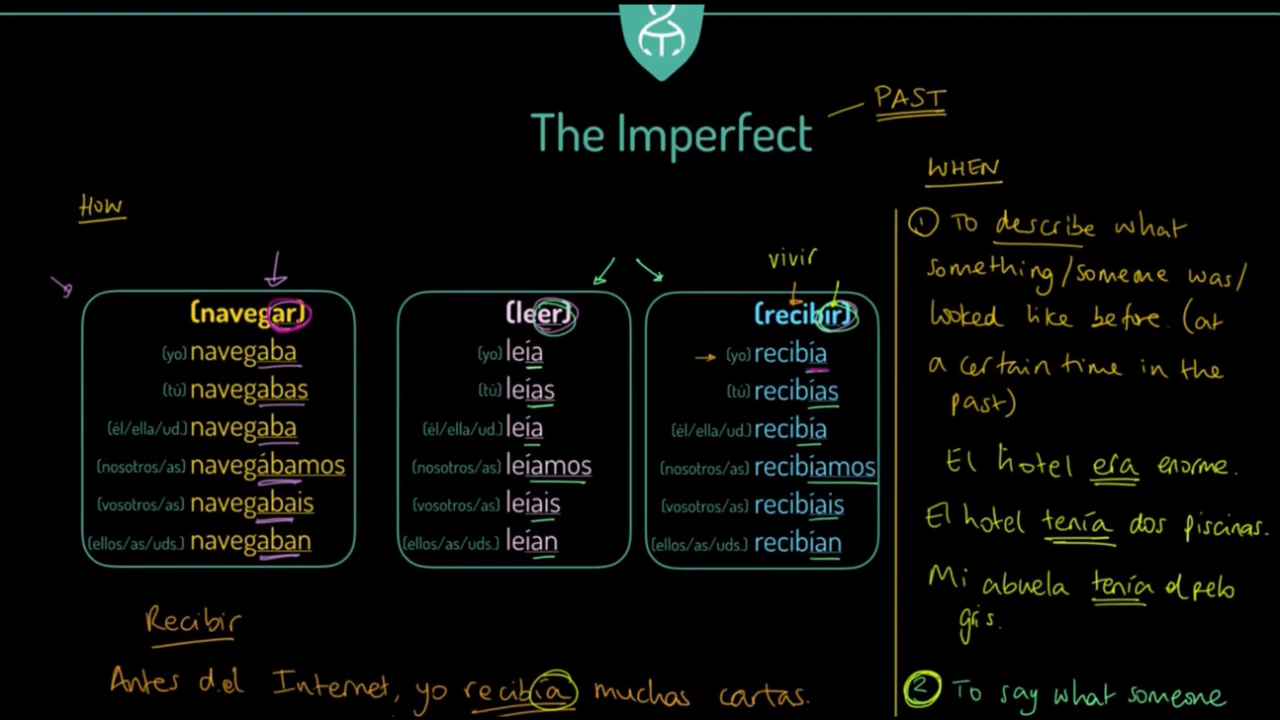 The Imperfect
PAST
HOW
vivir
(navegar)
(yo) navegaba
(tú) navegabas
(él/ella/ud.) navegaba
(nosotros/as) navegábamos
(vosotros/as) navegabais
(ellos/as/uds.) navegaban
(leer)
(yo) leía
(tú) leías
(él/ella/ud.) leía
(nosotros/as) leíamos
(vosotros/as) leíais
(ellos/as/uds.) leían
(recibir)
(yo) recibía
(tú) recibías
(él/ella/ud.) recibía
(nosotros/as) recibíamos
(vosotros/as) recibíais
(ellos/as/uds.) recibían
Recibir
Antes del Internet, yo recibía muchas cartas.
WHEN
1 To describe what
something/someone was/
looked like before. (at
a certain time in the
past)
El hotel era enorme.
El hotel tenía dos piscinas.
Mi abuela tenía el pelo
gris.
2 To say what someone